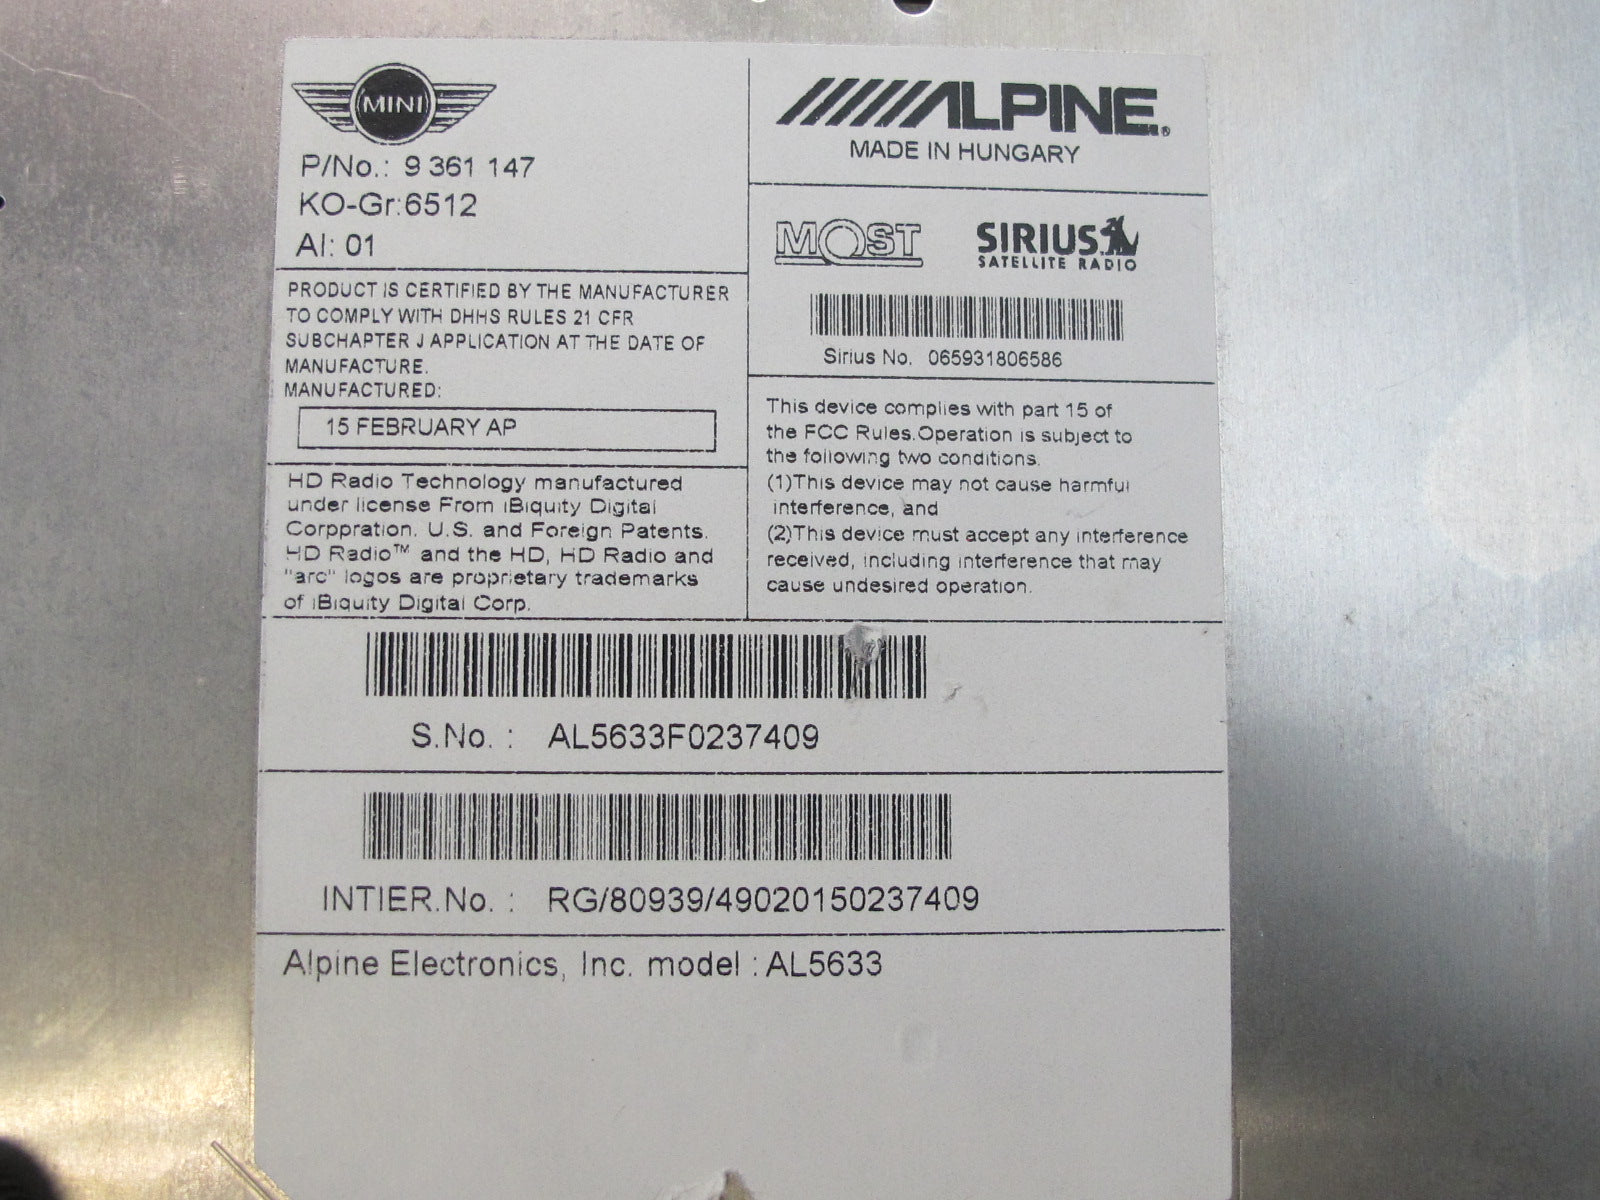 MINI
P/No.: 9 361 147
KO-Gr:6512
AI: 01
PRODUCT IS CERTIFIED BY THE MANUFACTURER
TO COMPLY WITH DHHS RULES 21 CFR
SUBCHAPTER J APPLICATION AT THE DATE OF
MANUFACTURE.
MANUFACTURED:
15 FEBRUARY AP
HD Radio Technology manufactured
under license From iBiquity Digital
Corppration. U.S. and Foreign Patents.
HD Radio™ and the HD, HD Radio and
"arc" logos are proprietary trademarks
of iBiquity Digital Corp.
ALPINE®
MADE IN HUNGARY
MOST
SIRIUS
SATELLITE RADIO
Sirius No. 065931806586
This device complies with part 15 of
the FCC Rules.Operation is subject to
the following two conditions.
(1)This device may not cause harmful
interference, and
(2)This device must accept any interference
received, including interference that may
cause undesired operation.
S.No. : AL5633F0237409
INTIER.No. : RG/80939/49020150237409
Alpine Electronics, Inc. model : AL5633